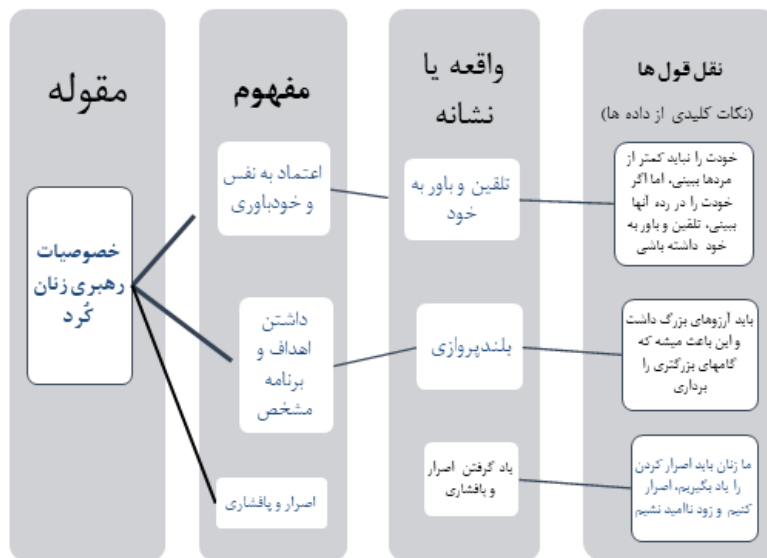 مقوله
خصوصیات
رهبری زنان
کُرد
مفهوم
اعتماد به نفس
و خودباوری
داشتن
اهداف و
برنامه
مشخص
اصرار و پافشاری
واقعه یا
نشانه
تلقین و باور به
خود
بلندپروازی
یاد گرفتن اصرار
و پافشاری
نقل قول ها
(نکات کلیدی از داده ها)
خودت را نباید کمتر از
مردها ببینی، اما اگر
خودت را در رده آنها
ببینی، تلقین و باور به
خود داشته باشی
باید آرزوهای بزرگ داشت
و این باعث میشه که
گامهای بزرگتری را
برداری
ما زنان باید اصرار کردن
را یاد بگیریم، اصرار
کنیم و زود ناامید نشیم